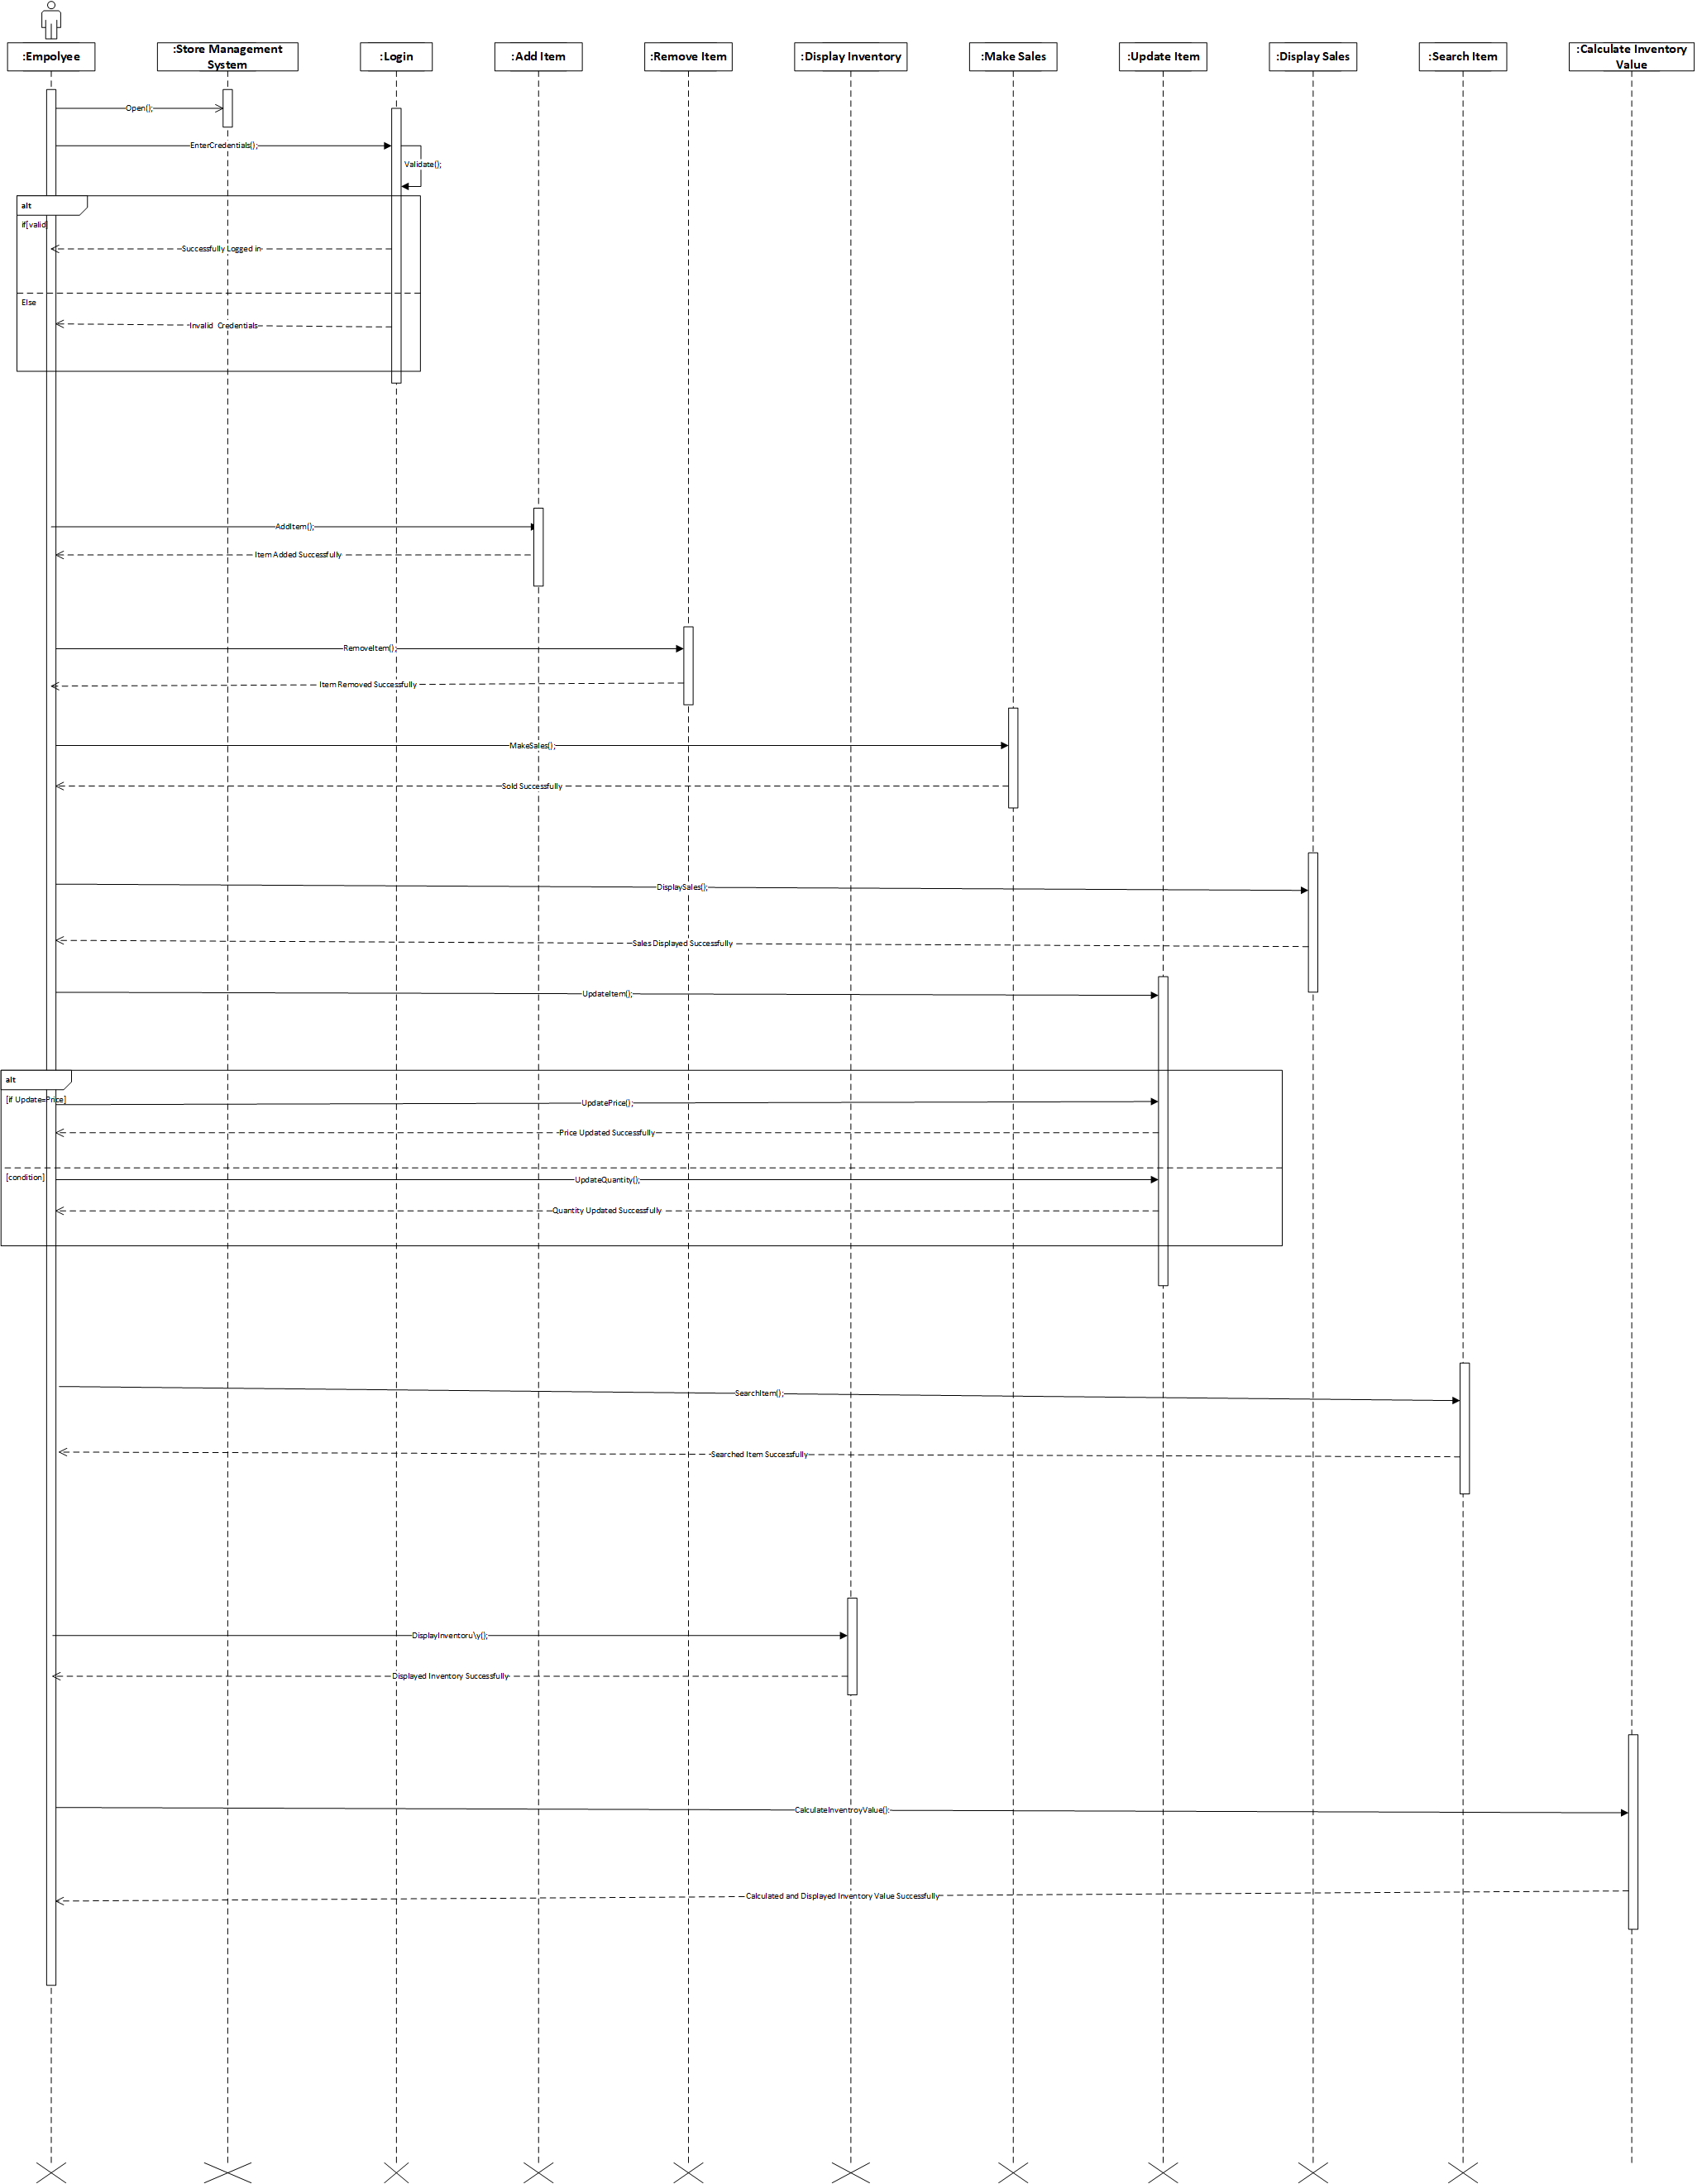 :Empolyee
:Store Management
System
:Login
:Add Item
:Remove Item
:Display Inventory
:Make Sales
:Update Item
:Display Sales
:Search Item
:Calculate Inventory
Value
Open();
EnterCredentials();
Validate();
alt
if[valid]
Successfully Logged in
Else
Invalid Credentials
AddItem();
Item Added Successfully
RemoveItem();
Item Removed Successfully
MakeSales();
Sold Successfully
DisplaySales();
Sales Displayed Successfully
UpdateItem();
alt
[if Update=Price]
UpdatePrice();
Price Updated Successfully
[condition]
UpdateQuantity();
Quantity Updated Successfully
SearchItem();
Searched Item Successfully
DisplayInventoru\y();
Displayed Inventory Successfully
CalculateInventroyValue():
Calculated and Displayed Inventory Value Successfully